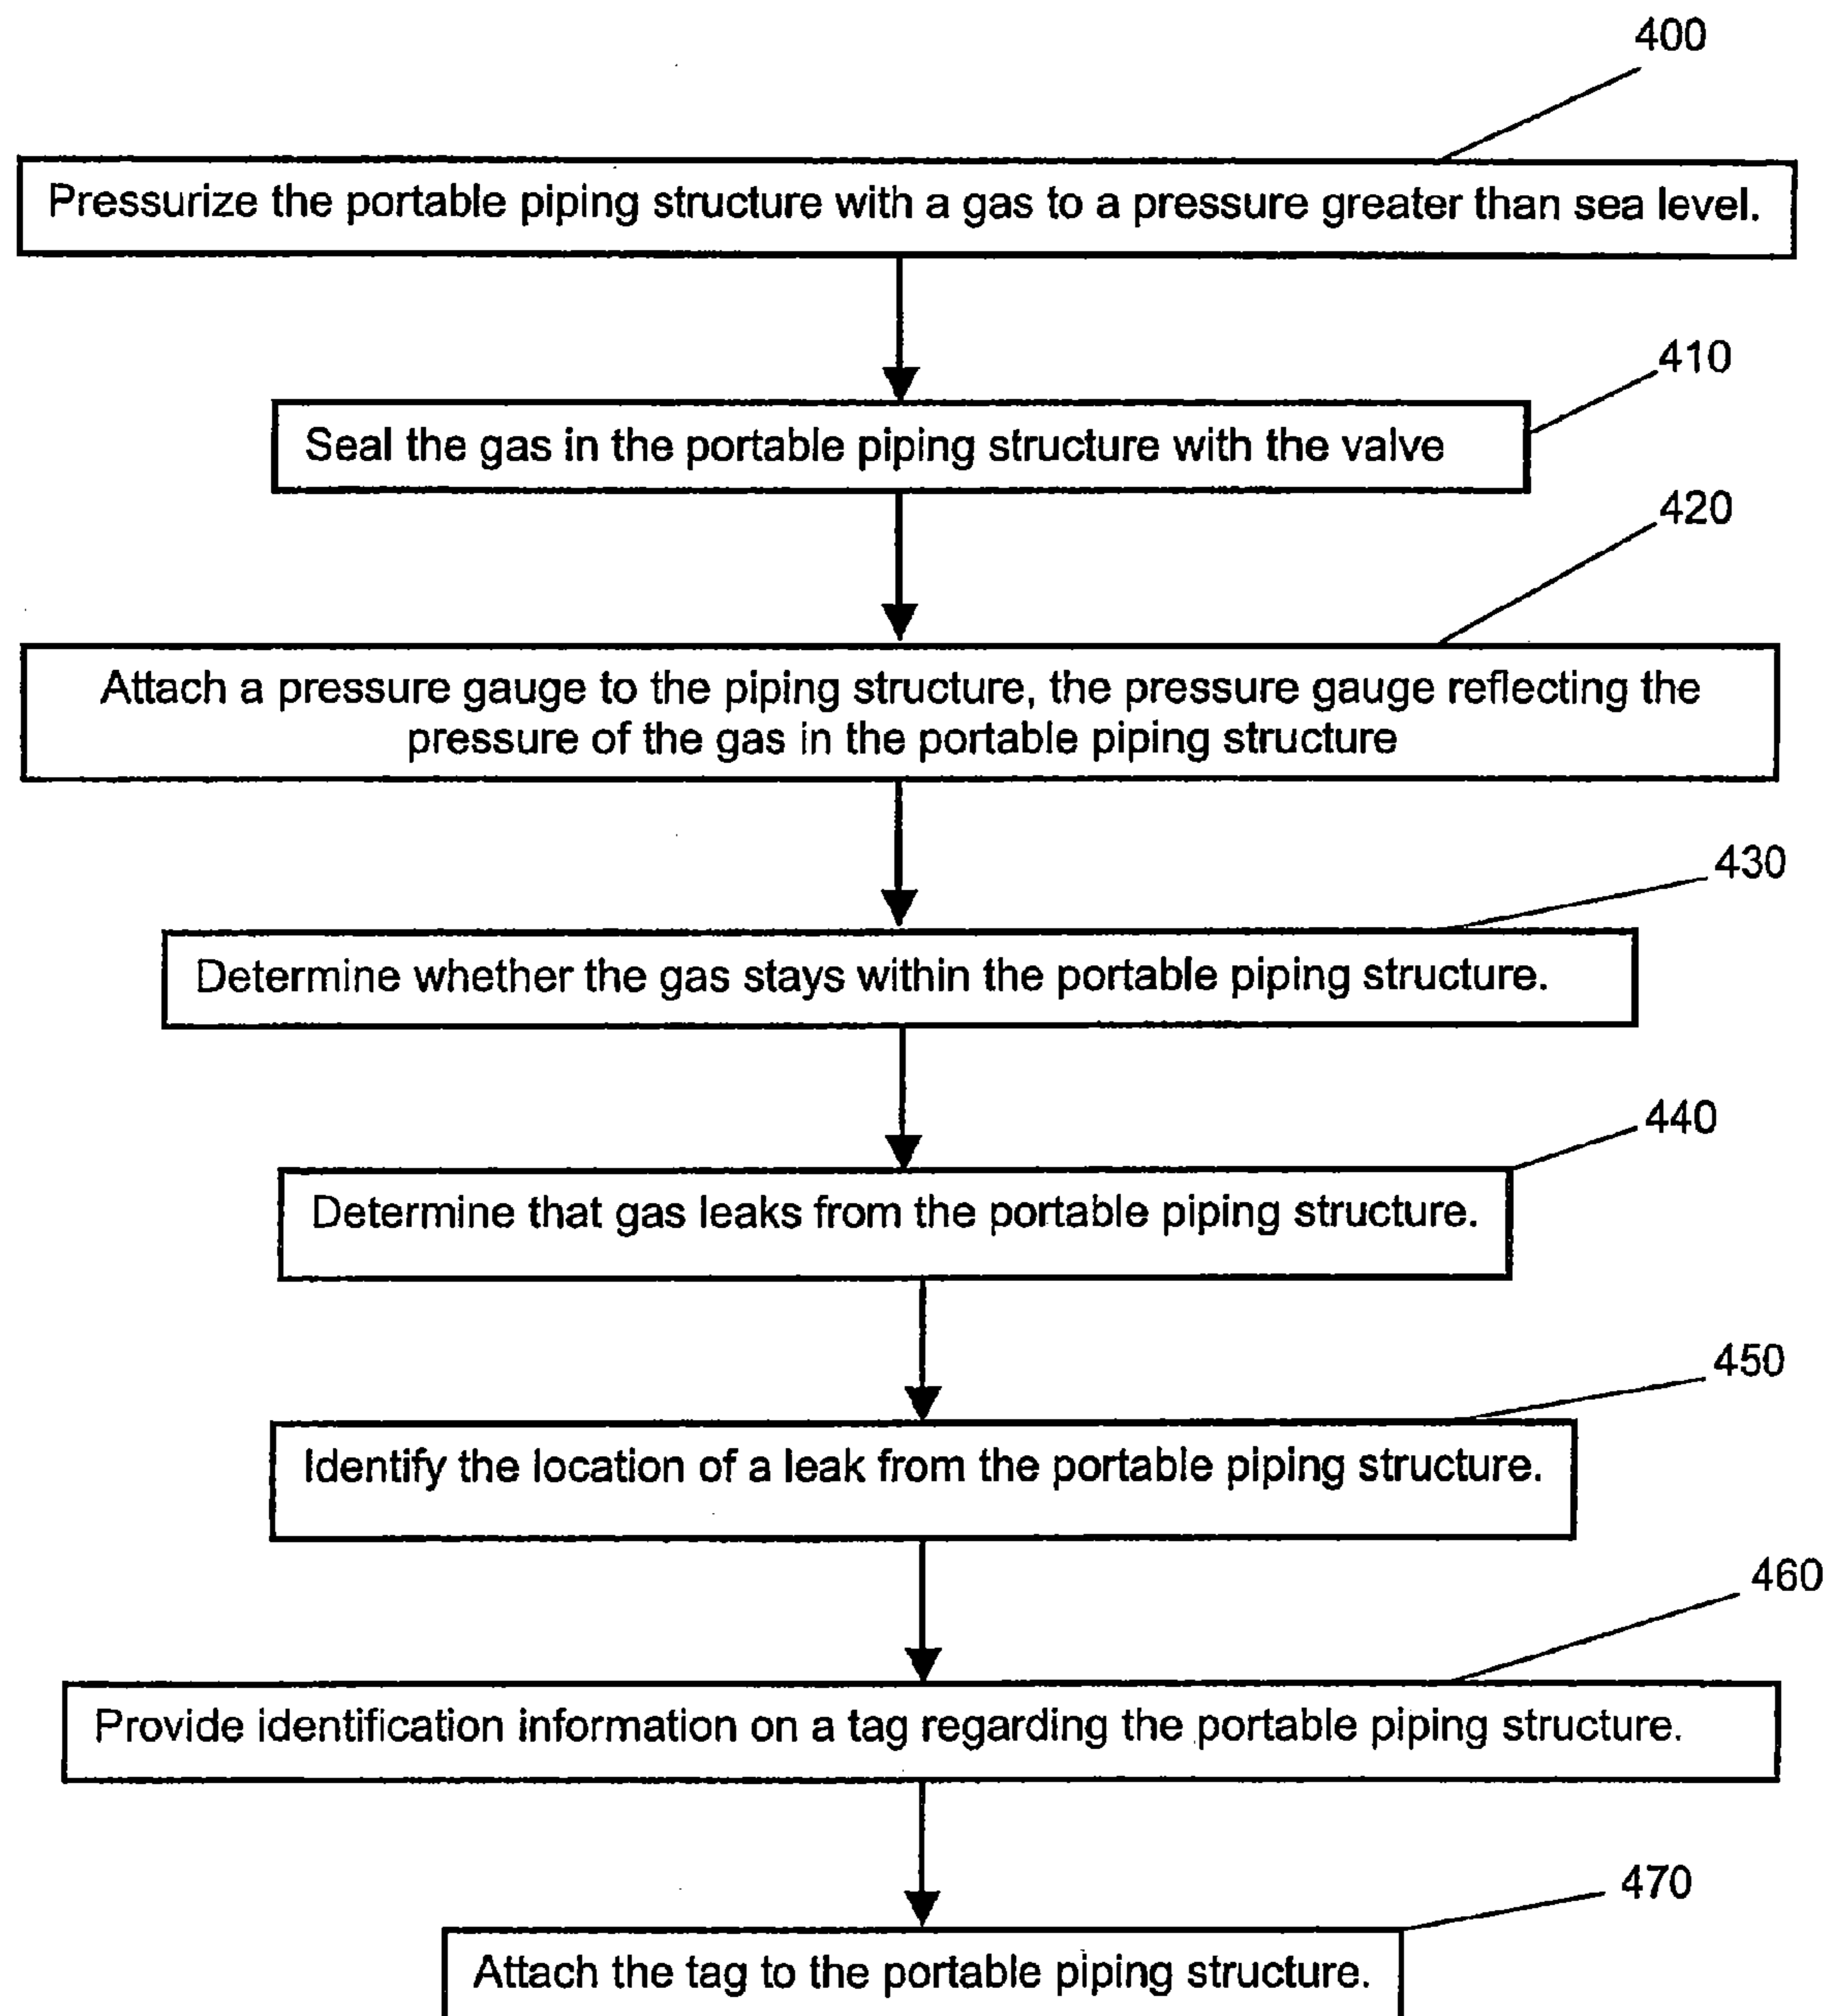 400
Pressurize the portable piping structure with a gas to a pressure greater than sea level.
410
Seal the gas in the portable piping structure with the valve
420
Attach a pressure gauge to the piping structure, the pressure gauge reflecting the
pressure of the gas in the portable piping structure
430
Determine whether the gas stays within the portable piping structure.
440
Determine that gas leaks from the portable piping structure.
450
Identify the location of a leak from the portable piping structure.
460
Provide identification information on a tag regarding the portable piping structure.
470
Attach the tag to the portable piping structure.